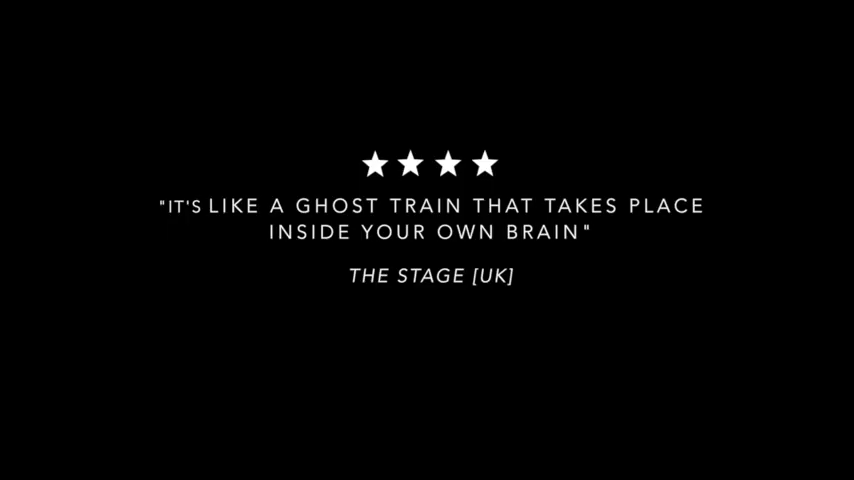 ★★★★
"IT'S LIKE A GHOST TRAIN THAT TAKES PLACE
INSIDE YOUR OWN BRAIN"
THE STAGE [UK]